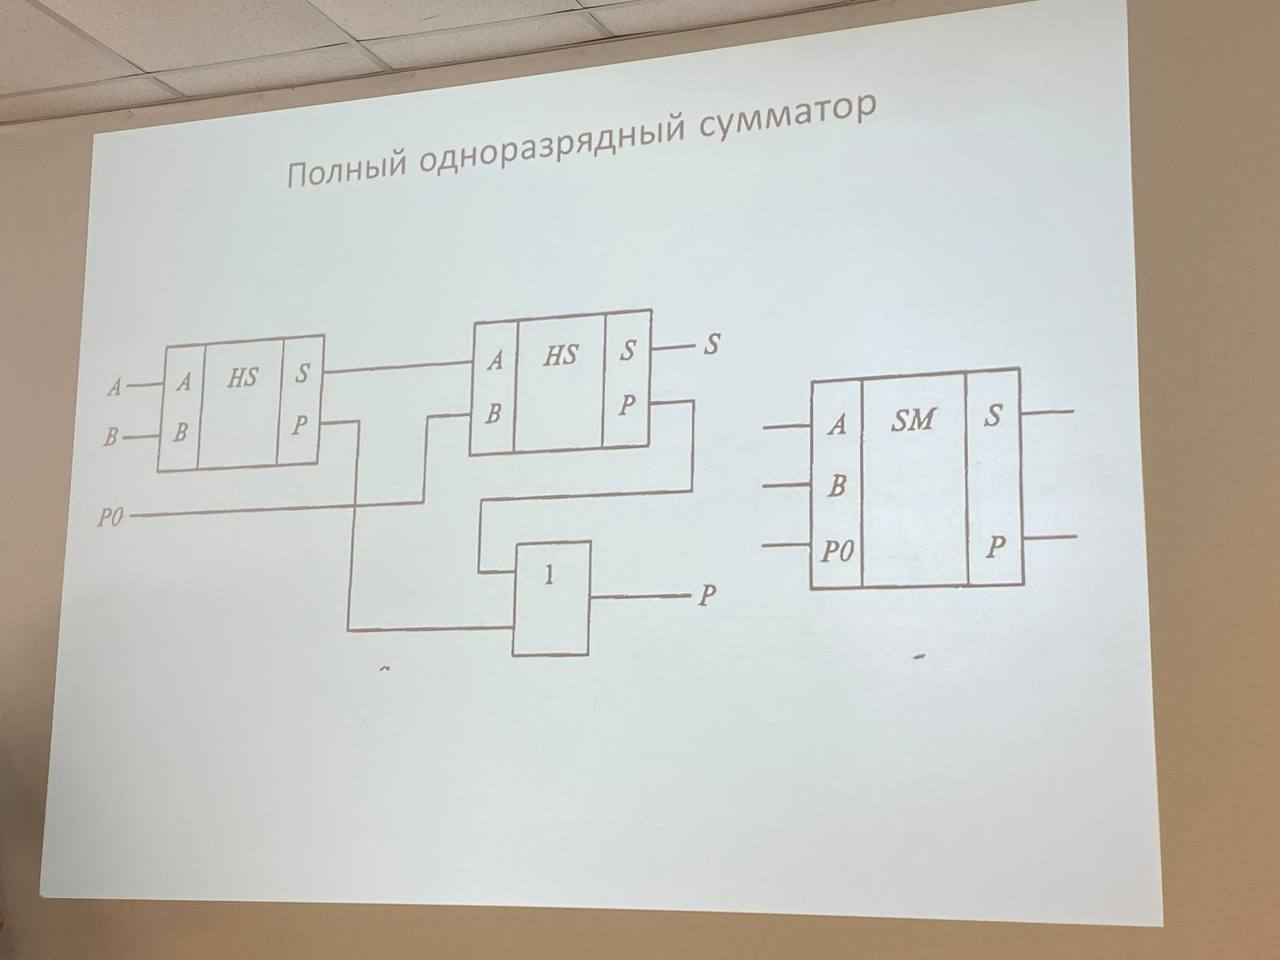 Полный одноразрядный сумматор
A
B
P0
A HS S
B P
A HS S
B P
S
1
P
A SM S
B
P0 P